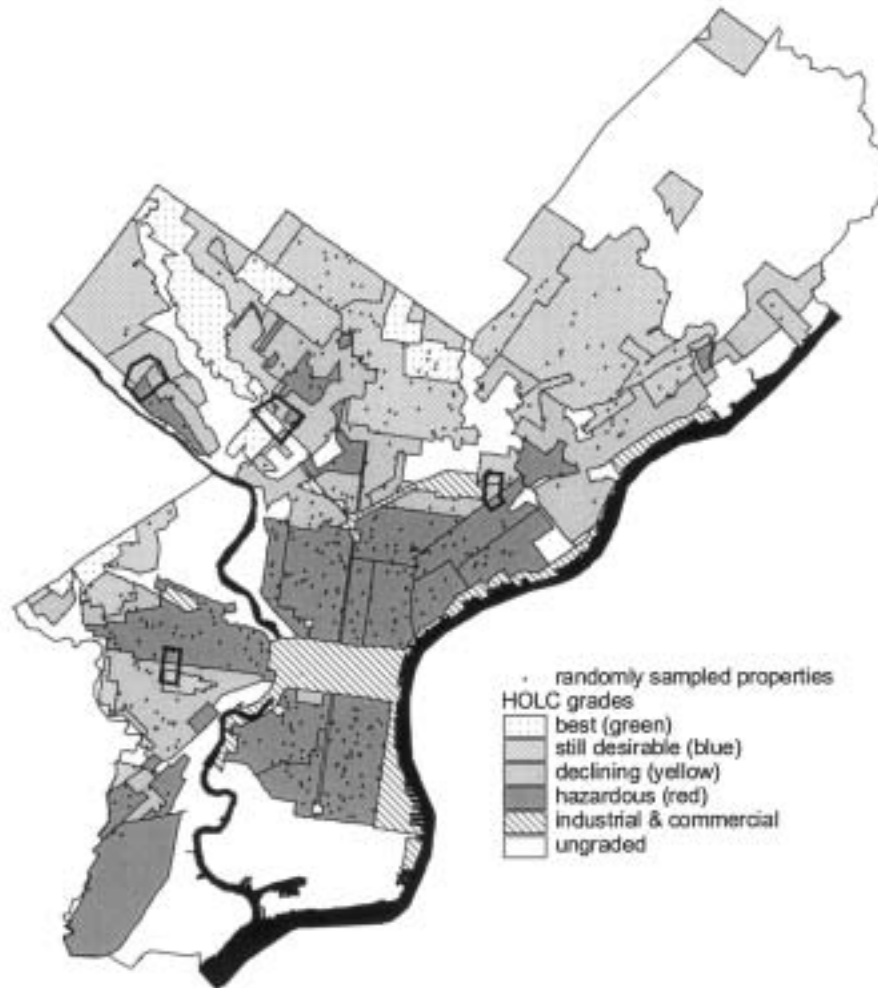 randomly sampled properties
HOLC grades
best (green)
still desirable (blue)
declining (yellow)
hazardous (red)
industrial & commercial
ungraded